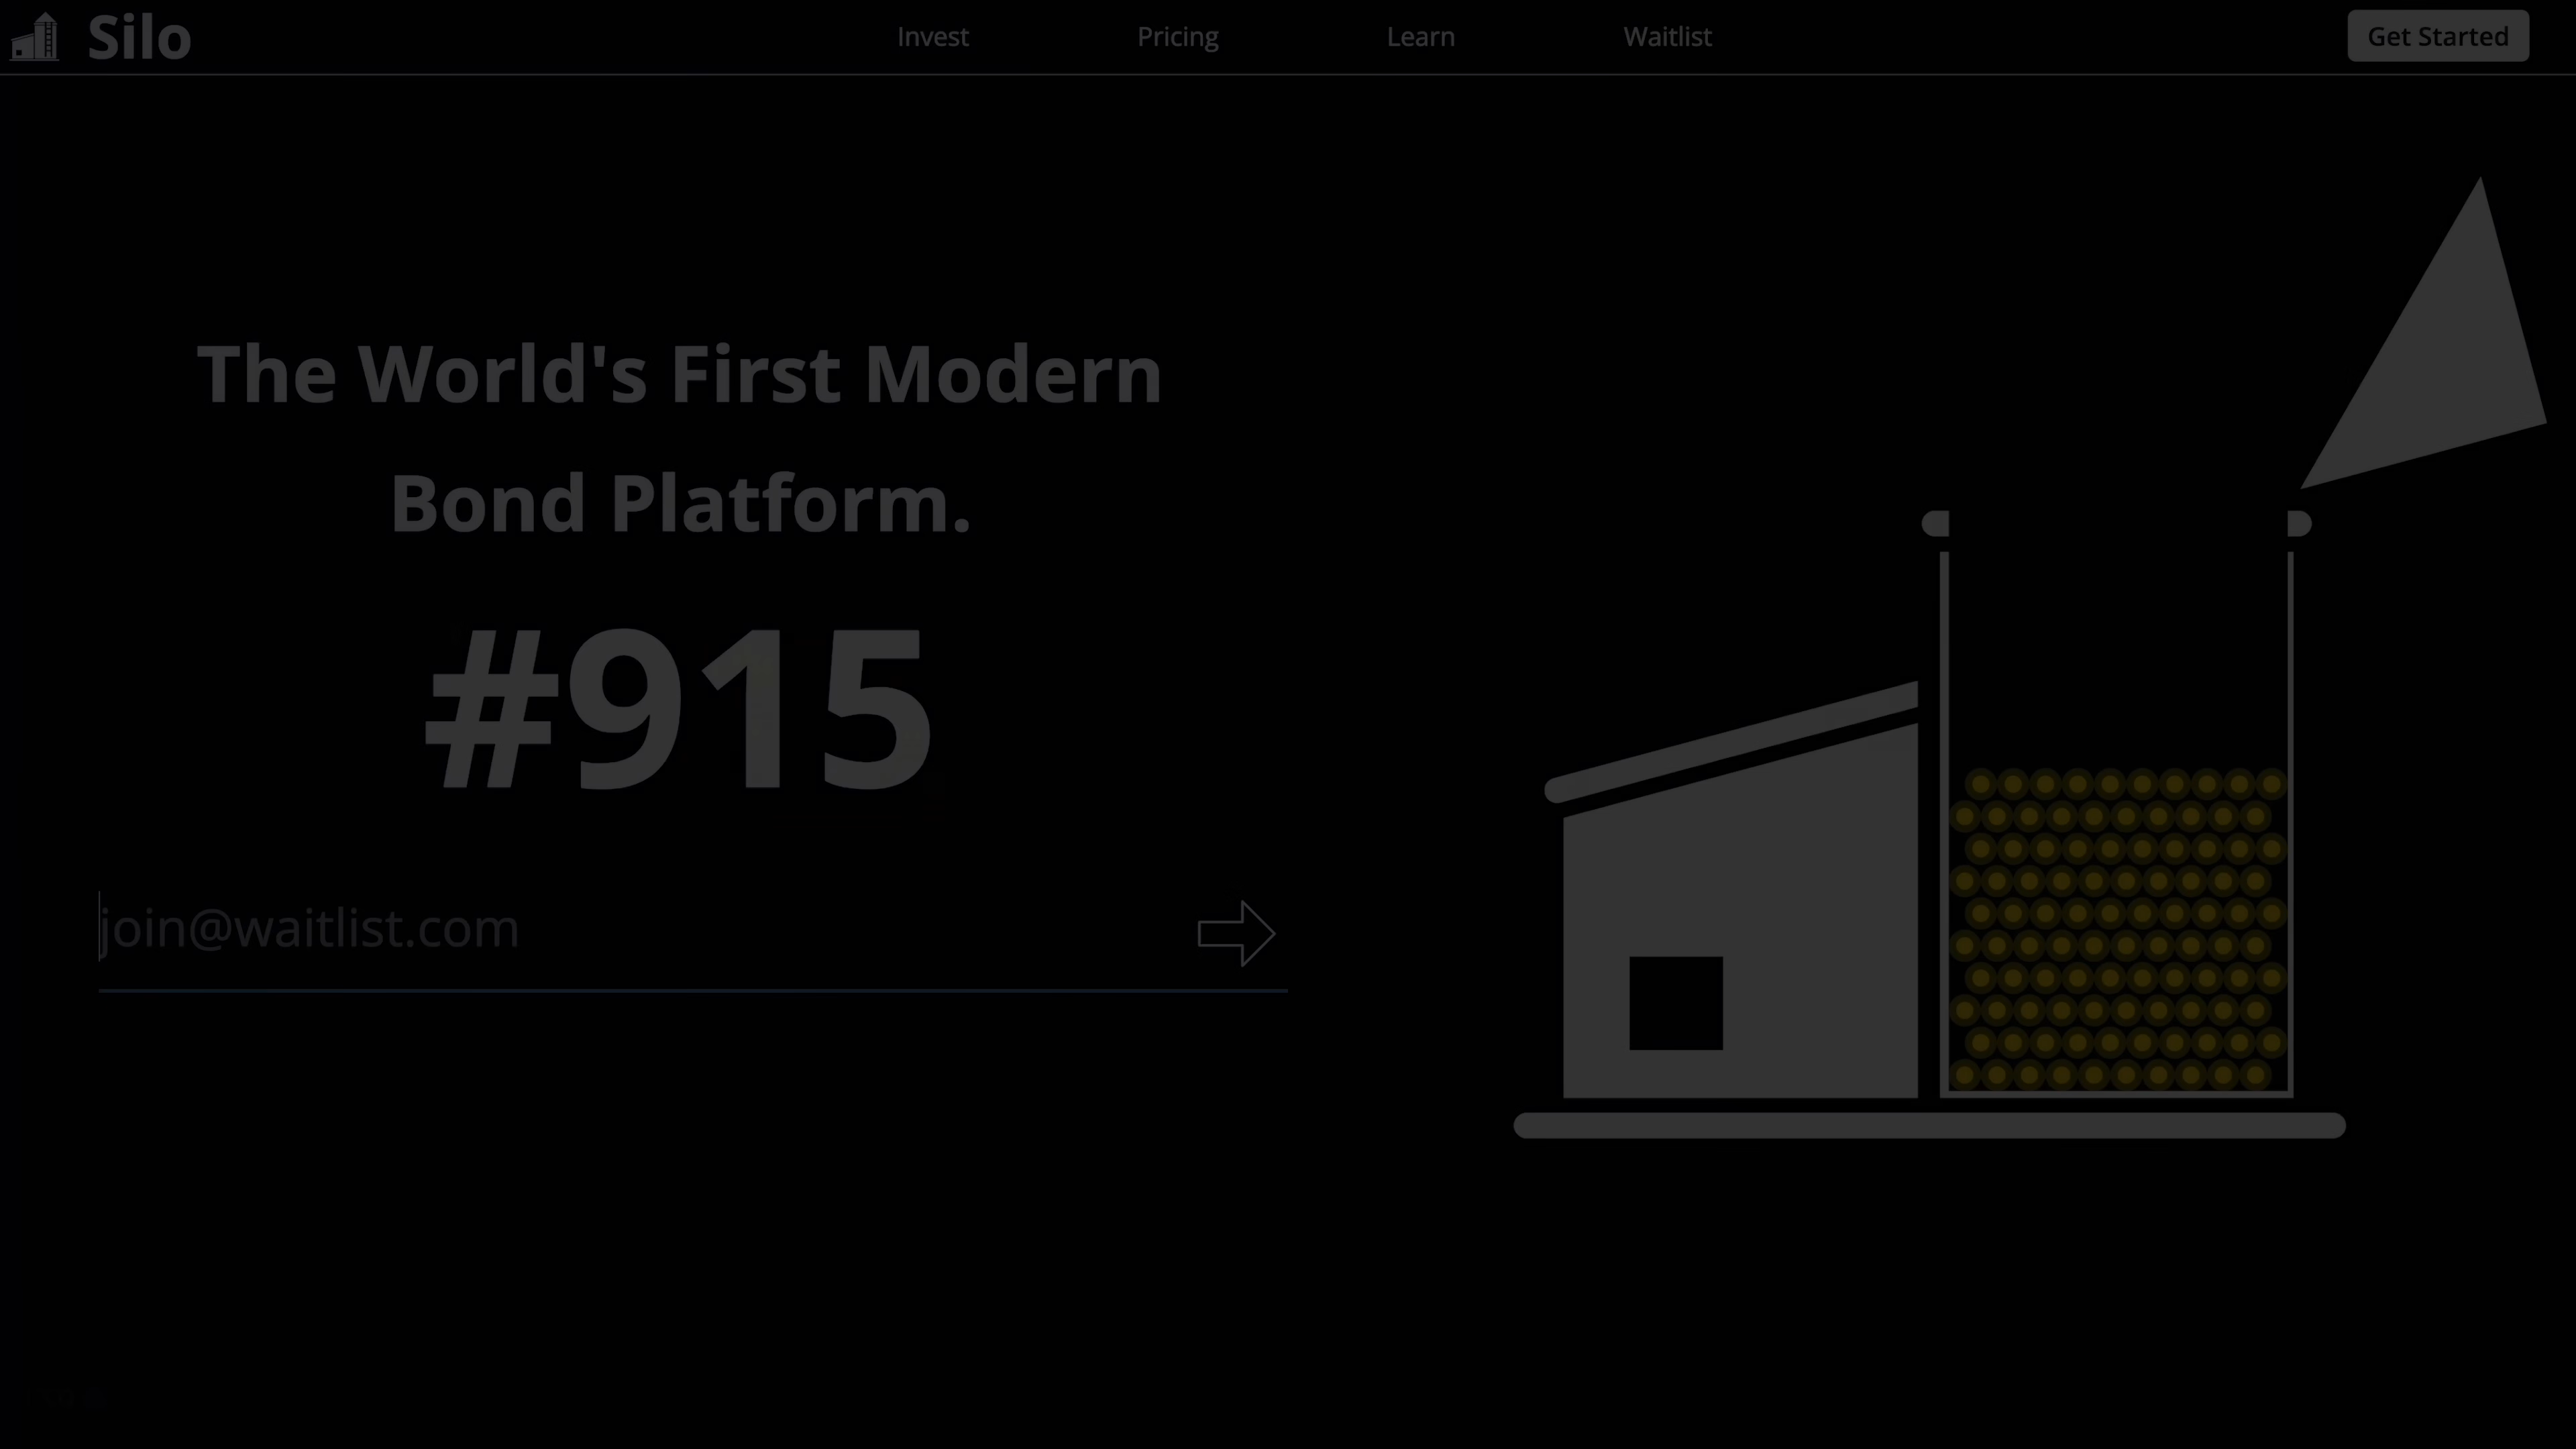 Silo
Invest
Pricing
Learn
Waitlist
Get Started
The World's First Modern
Bond Platform.
#915
join@waitlist.com